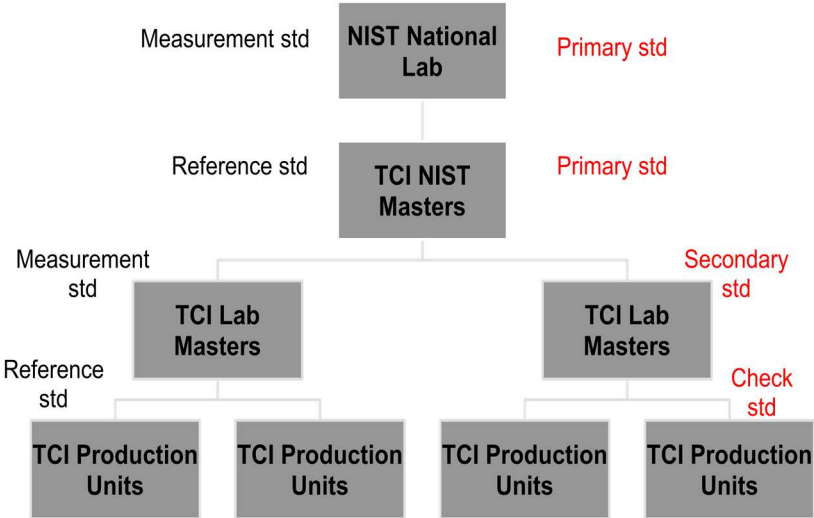 Measurement std
NIST National
Lab
Primary std
Reference std
TCI NIST
Masters
Primary std
Measurement
std
Secondary
std
TCI Lab
Masters
TCI Lab
Masters
Reference
std
Check
std
TCI Production
Units
TCI Production
Units
TCI Production
Units
TCI Production
Units